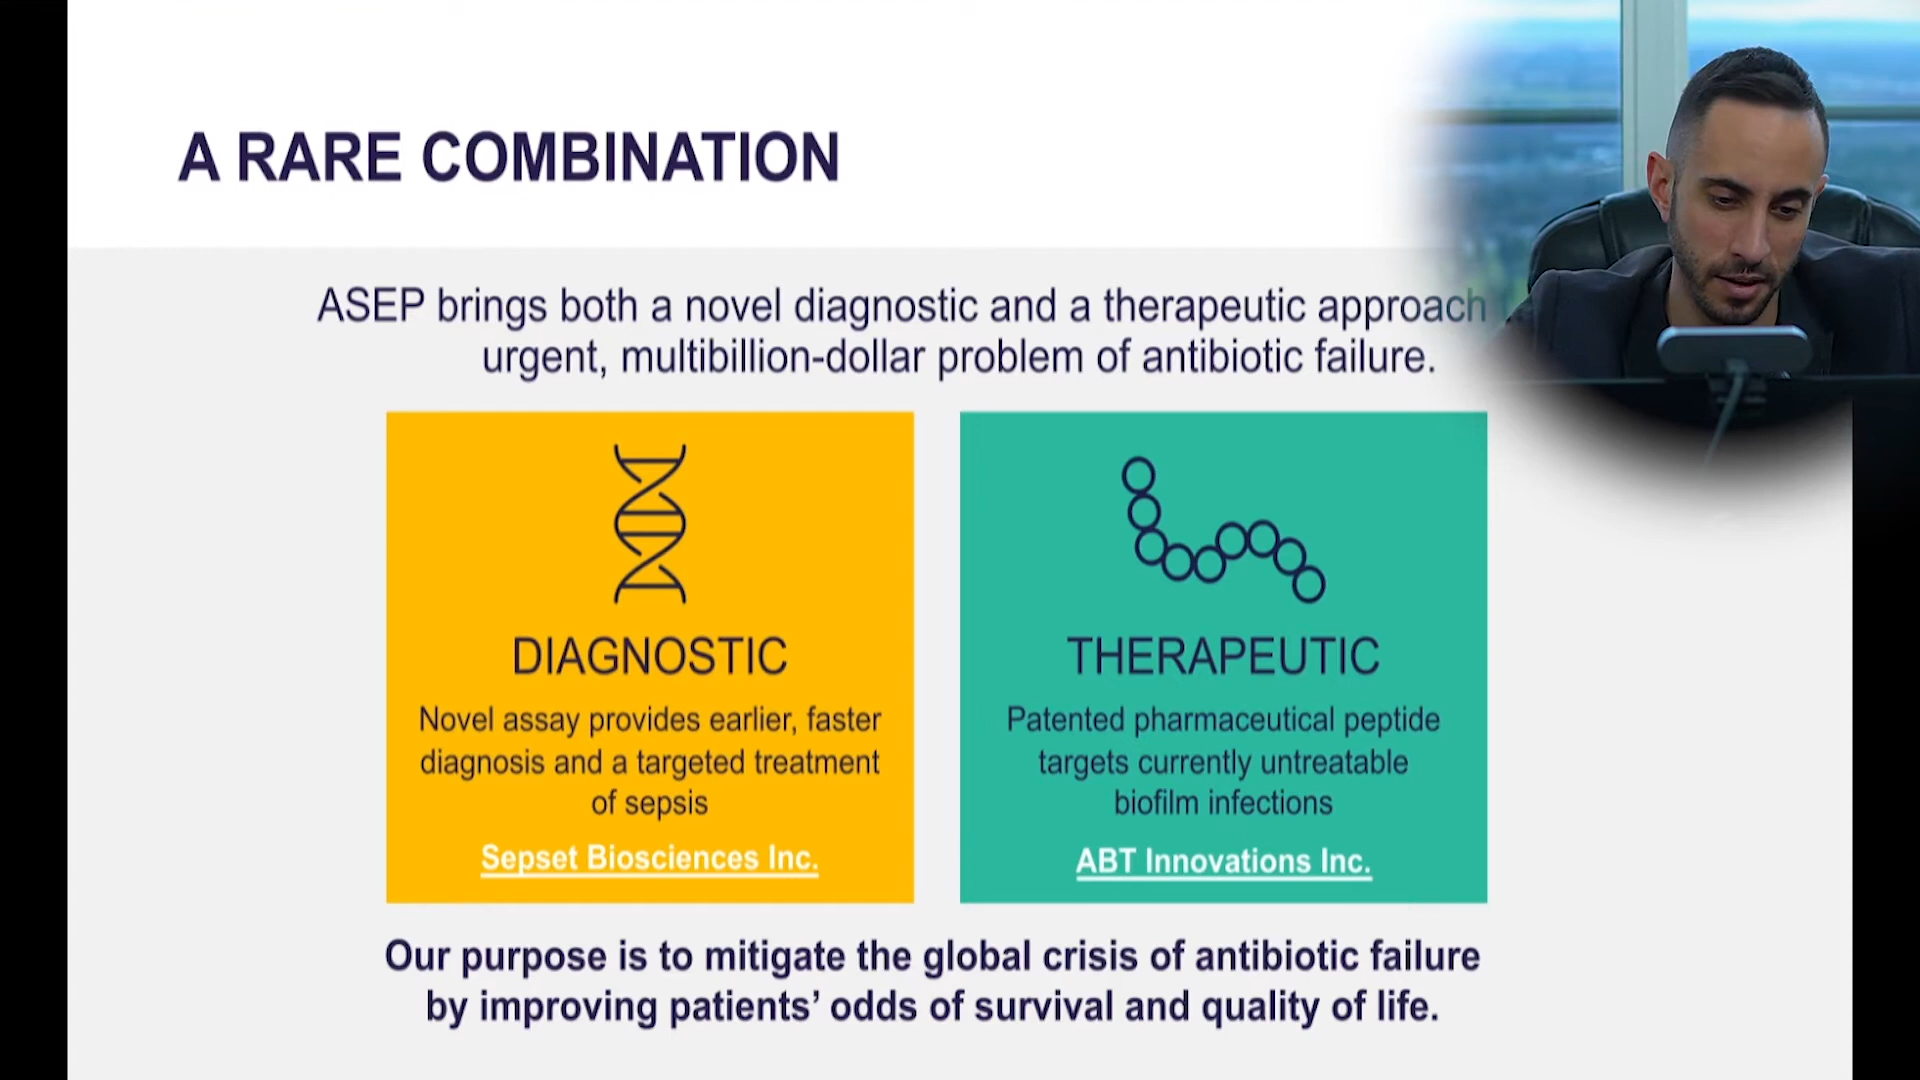 A RARE COMBINATION
ASEP brings both a novel diagnostic and a therapeutic approach
urgent, multibillion-dollar problem of antibiotic failure.
DIAGNOSTIC
Novel assay provides earlier, faster
diagnosis and a targeted treatment
of sepsis
Sepset Biosciences Inc.
THERAPEUTIC
Patented pharmaceutical peptide
targets currently untreatable
biofilm infections
ABT Innovations Inc.
Our purpose is to mitigate the global crisis of antibiotic failure
by improving patients’ odds of survival and quality of life.